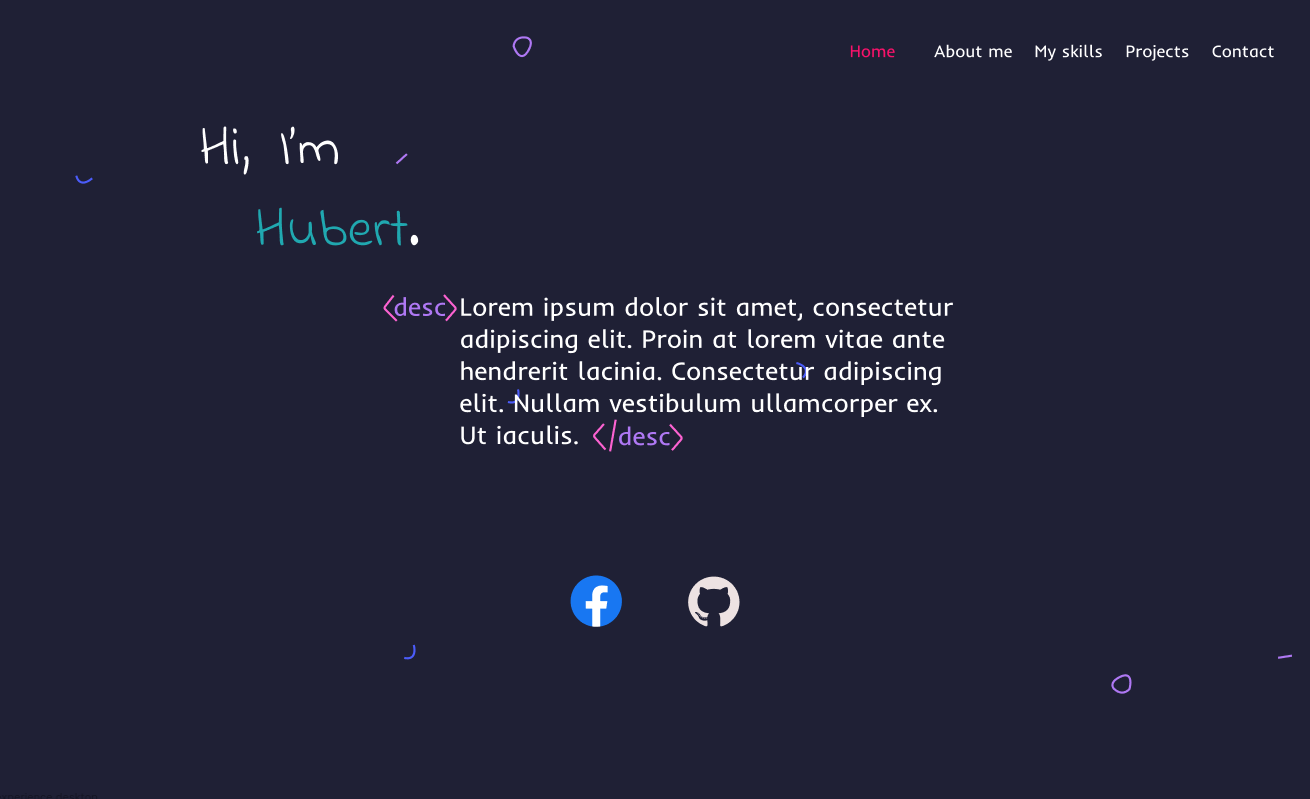 Home About me My skills Projects Contact
Hi, I'm
Hubert.
<desc>Lorem ipsum dolor sit amet, consectetur
adipiscing elit. Proin at lorem vitae ante
hendrerit lacinia. Consectetur adipiscing
elit. Nullam vestibulum ullamcorper ex.
Ut iaculis. </desc>